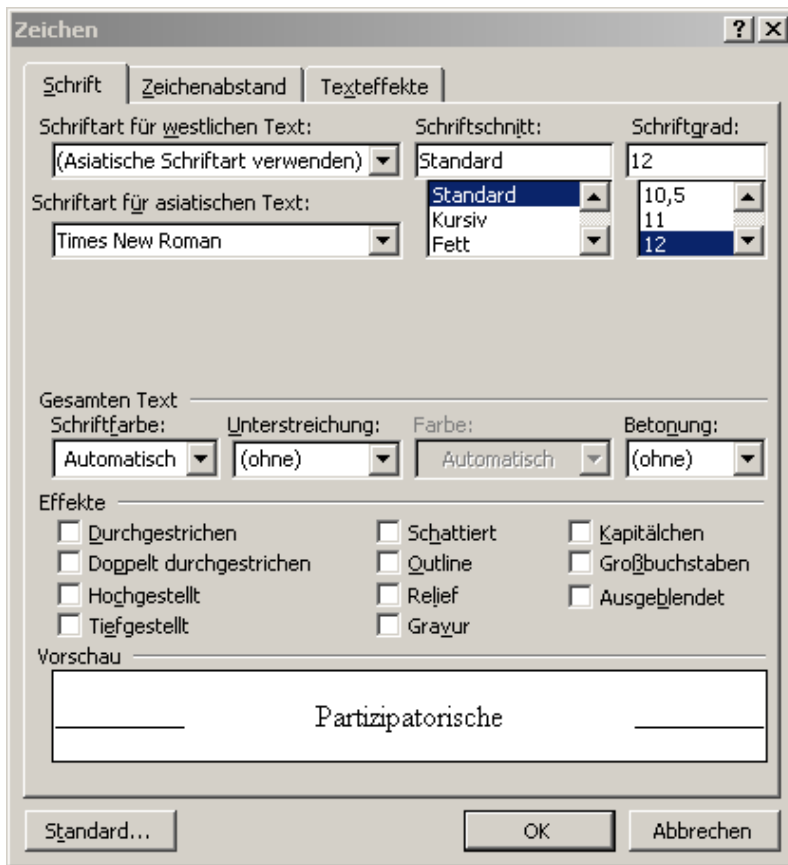 Zeichen
Schrift Zeichenabstand Texteffekte
Schriftart für westlichen Text: Schriftschnitt: Schriftgrad:
(Asiatische Schriftart verwenden) Standard 12
Schriftart für asiatischen Text: Standard 10,5
Kursiv 11
Times New Roman Fett 12
Gesamten Text
Schriftfarbe: Unterstreichung: Farbe: Betonung:
Automatisch (ohne) Automatisch (ohne)
Effekte
Durchgestrichen Schattiert Kapitälchen
Doppelt durchgestrichen Outline Großbuchstaben
Hochgestellt Relief Ausgeblendet
Tiefgestellt Gravur
Vorschau
Partizipatorische
Standard... OK Abbrechen